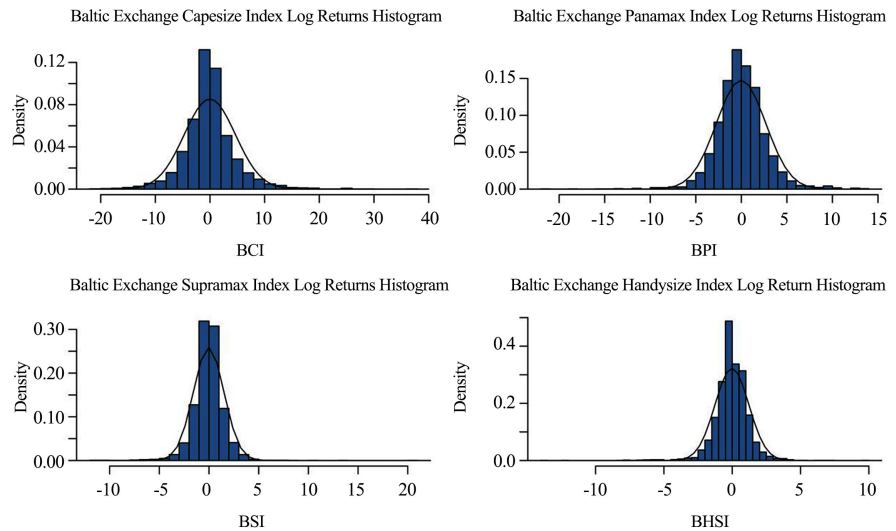 Baltic Exchange Capesize Index Log Returns Histogram
Density
0.12
0.08
0.04
0.00
-20 -10 0 10 20 30 40
BCI
Baltic Exchange Panamax Index Log Returns Histogram
Density
0.15
0.10
0.05
0.00
-20 -15 -10 -5 0 5 10 15
BPI
Baltic Exchange Supramax Index Log Returns Histogram
Density
0.30
0.20
0.10
0.00
-10 -5 0 5 10 15 20
BSI
Baltic Exchange Handysize Index Log Return Histogram
Density
0.4
0.2
0.0
-10 -5 0 5 10
BHSI